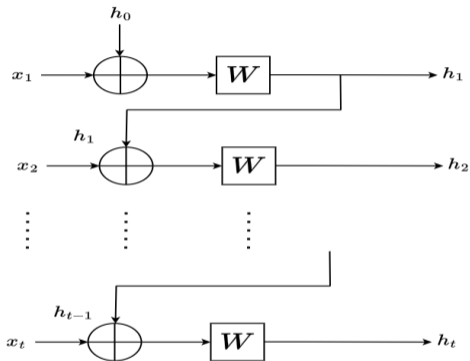 h₀
x₁ W h₁
h₁
x₂ W h₂
hₜ₋₁
xₜ W hₜ